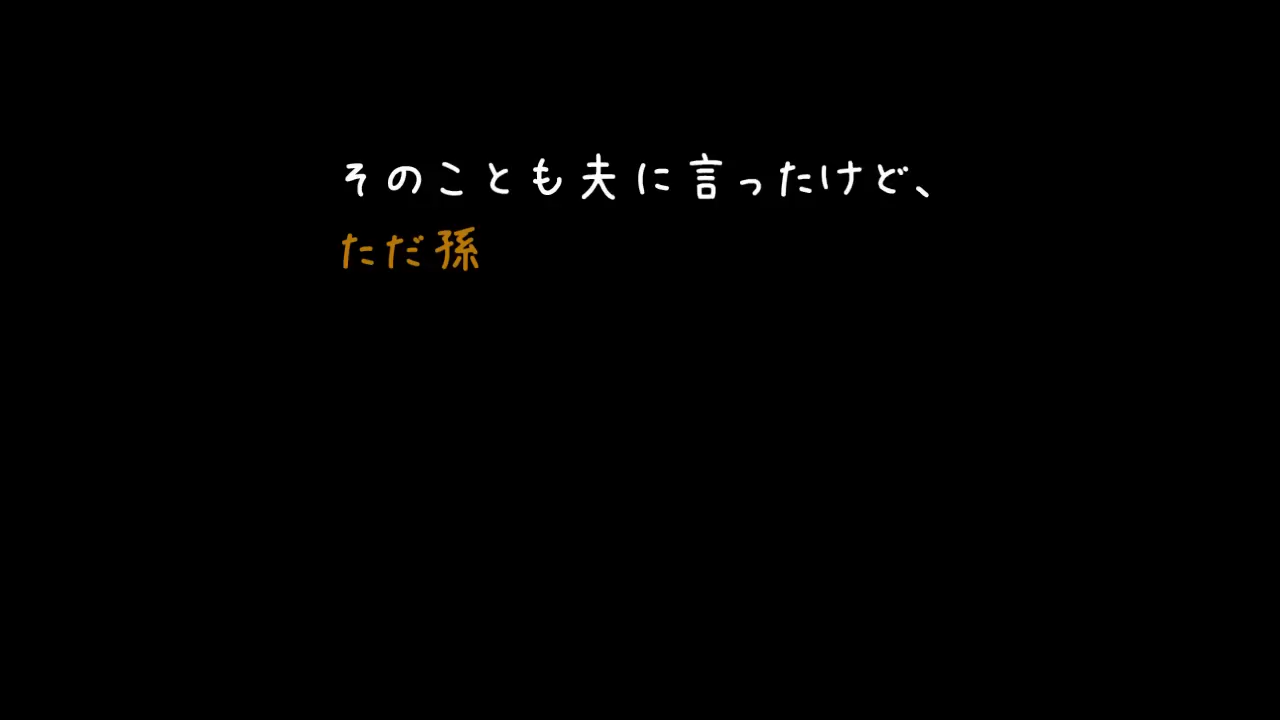 そのことも夫に言ったけど、
ただ孫